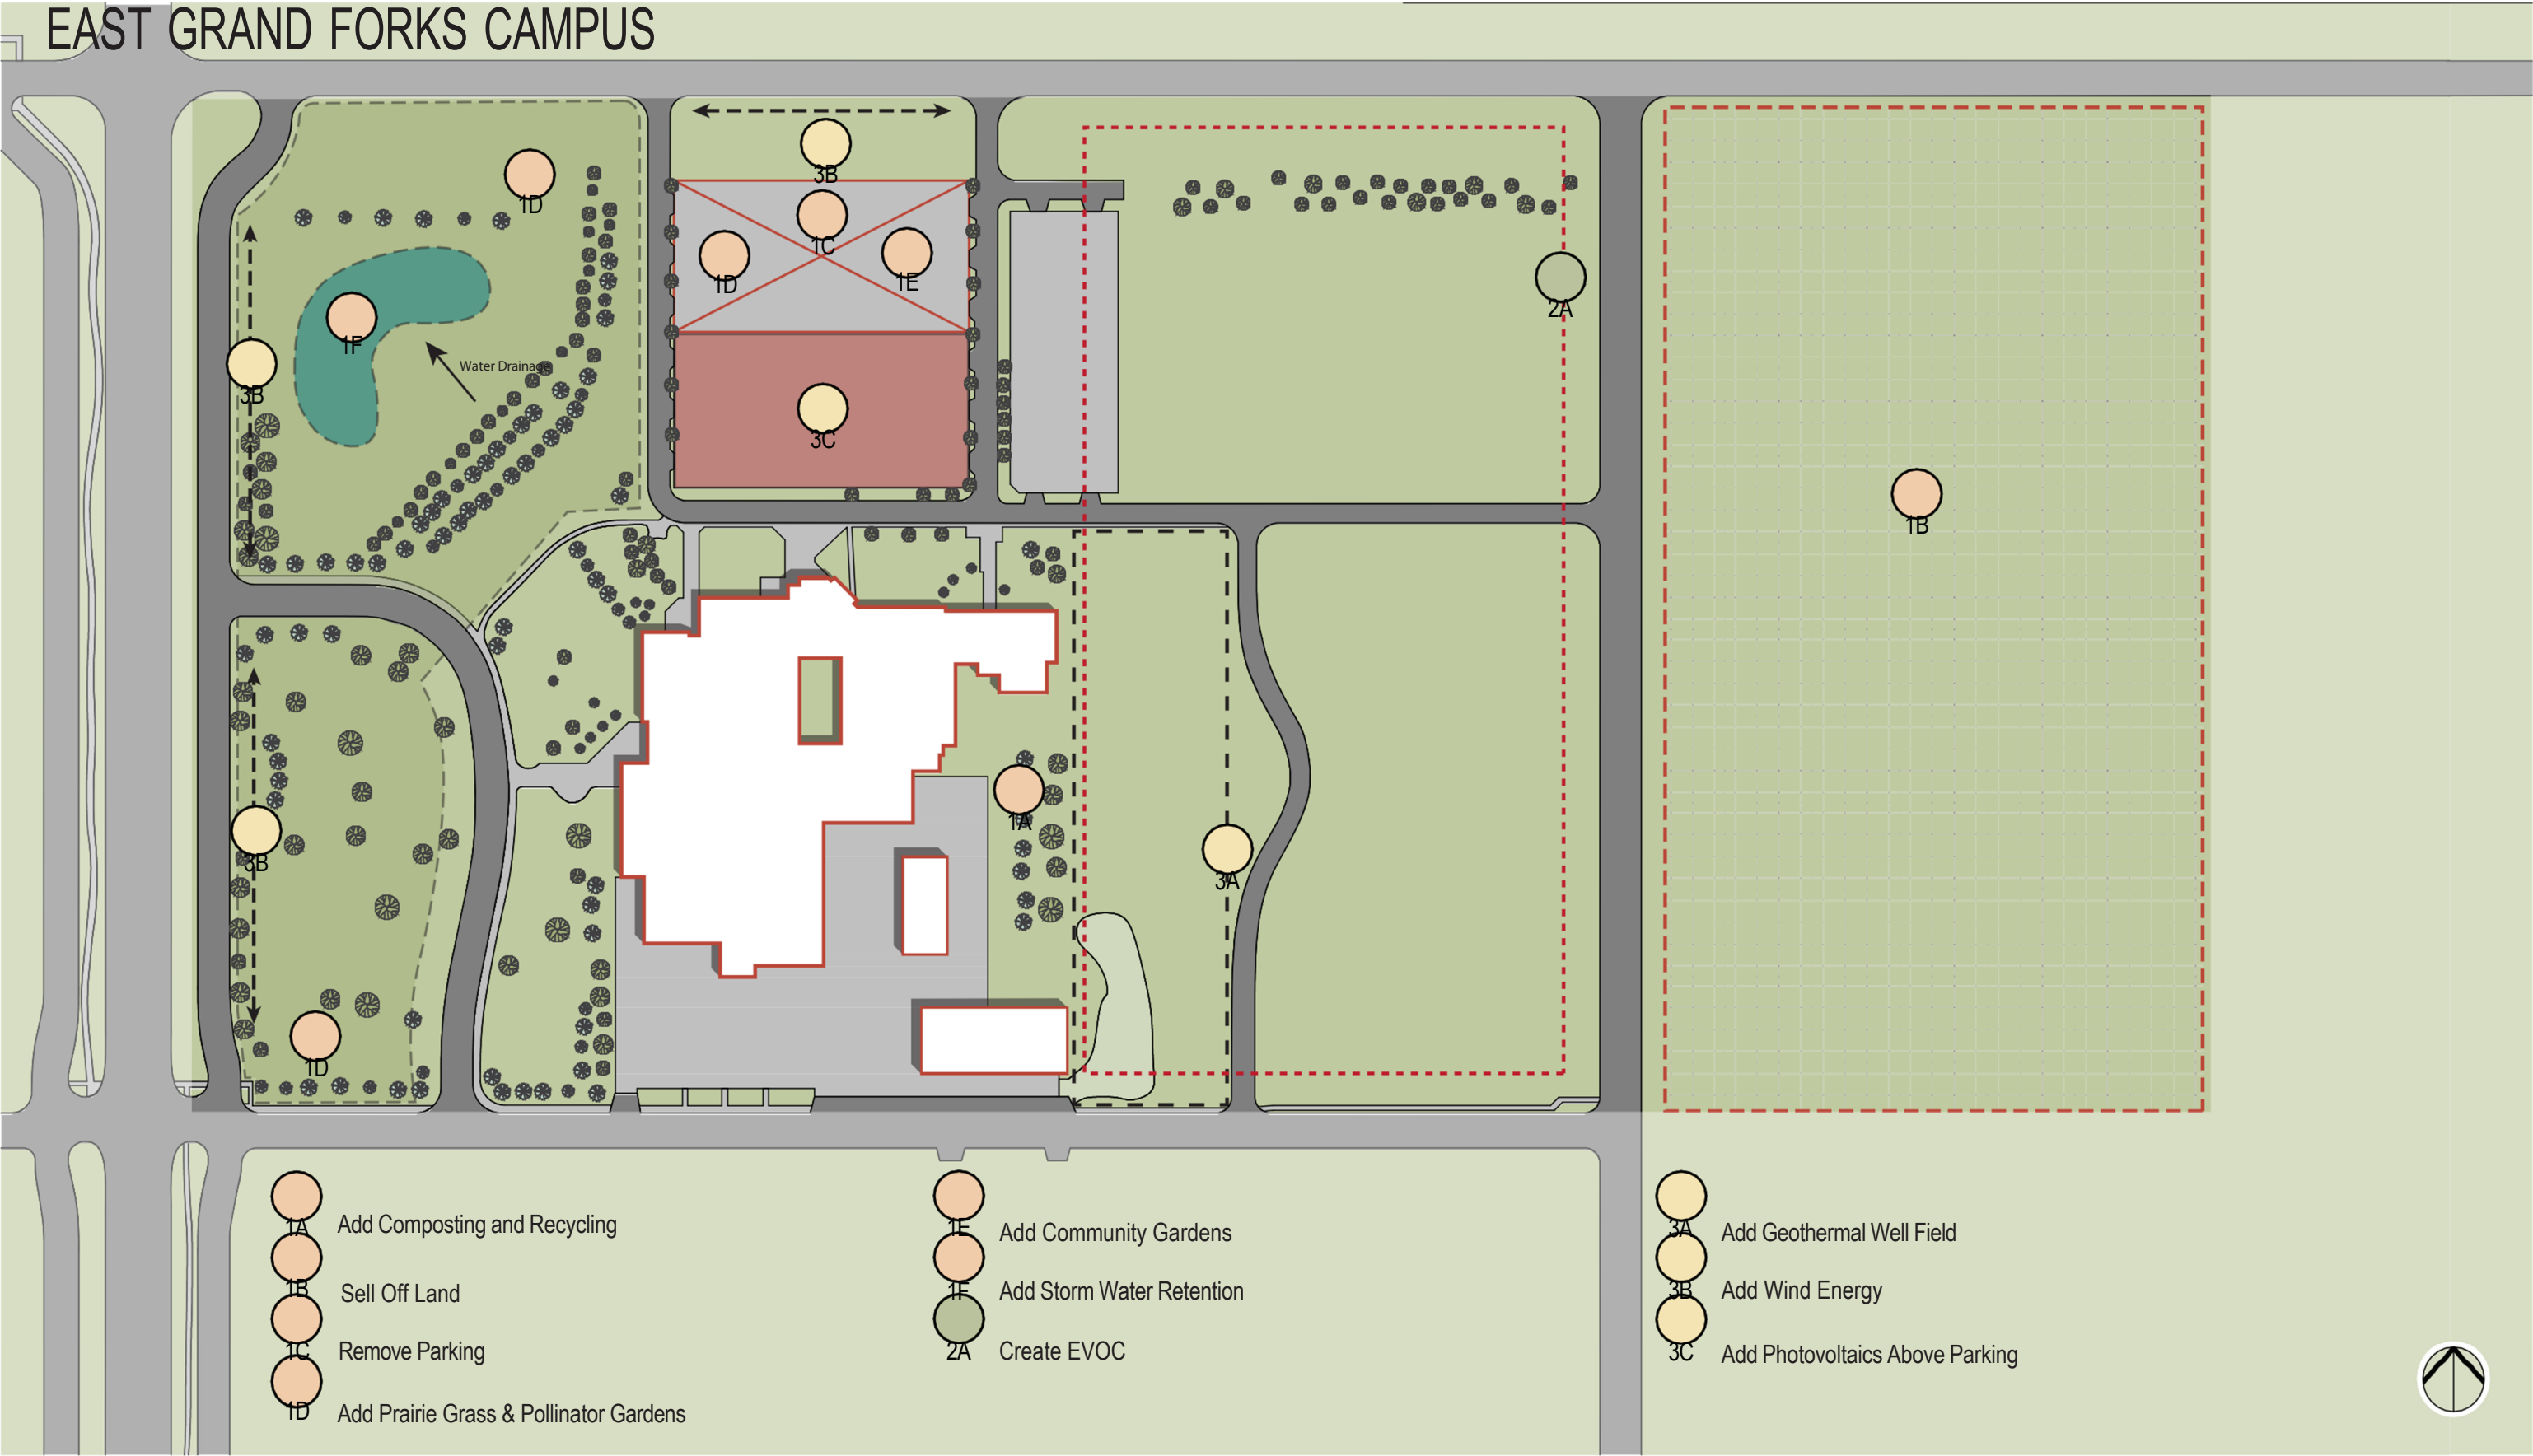 EAST GRAND FORKS CAMPUS
3B
1D
1C
1D
1E
2A
1F
Water Drainage
3B
3C
1B
1A
3B
3A
1D
1A Add Composting and Recycling
1B Sell Off Land
1C Remove Parking
1D Add Prairie Grass & Pollinator Gardens
1E Add Community Gardens
1F Add Storm Water Retention
2A Create EVOC
3A Add Geothermal Well Field
3B Add Wind Energy
3C Add Photovoltaics Above Parking